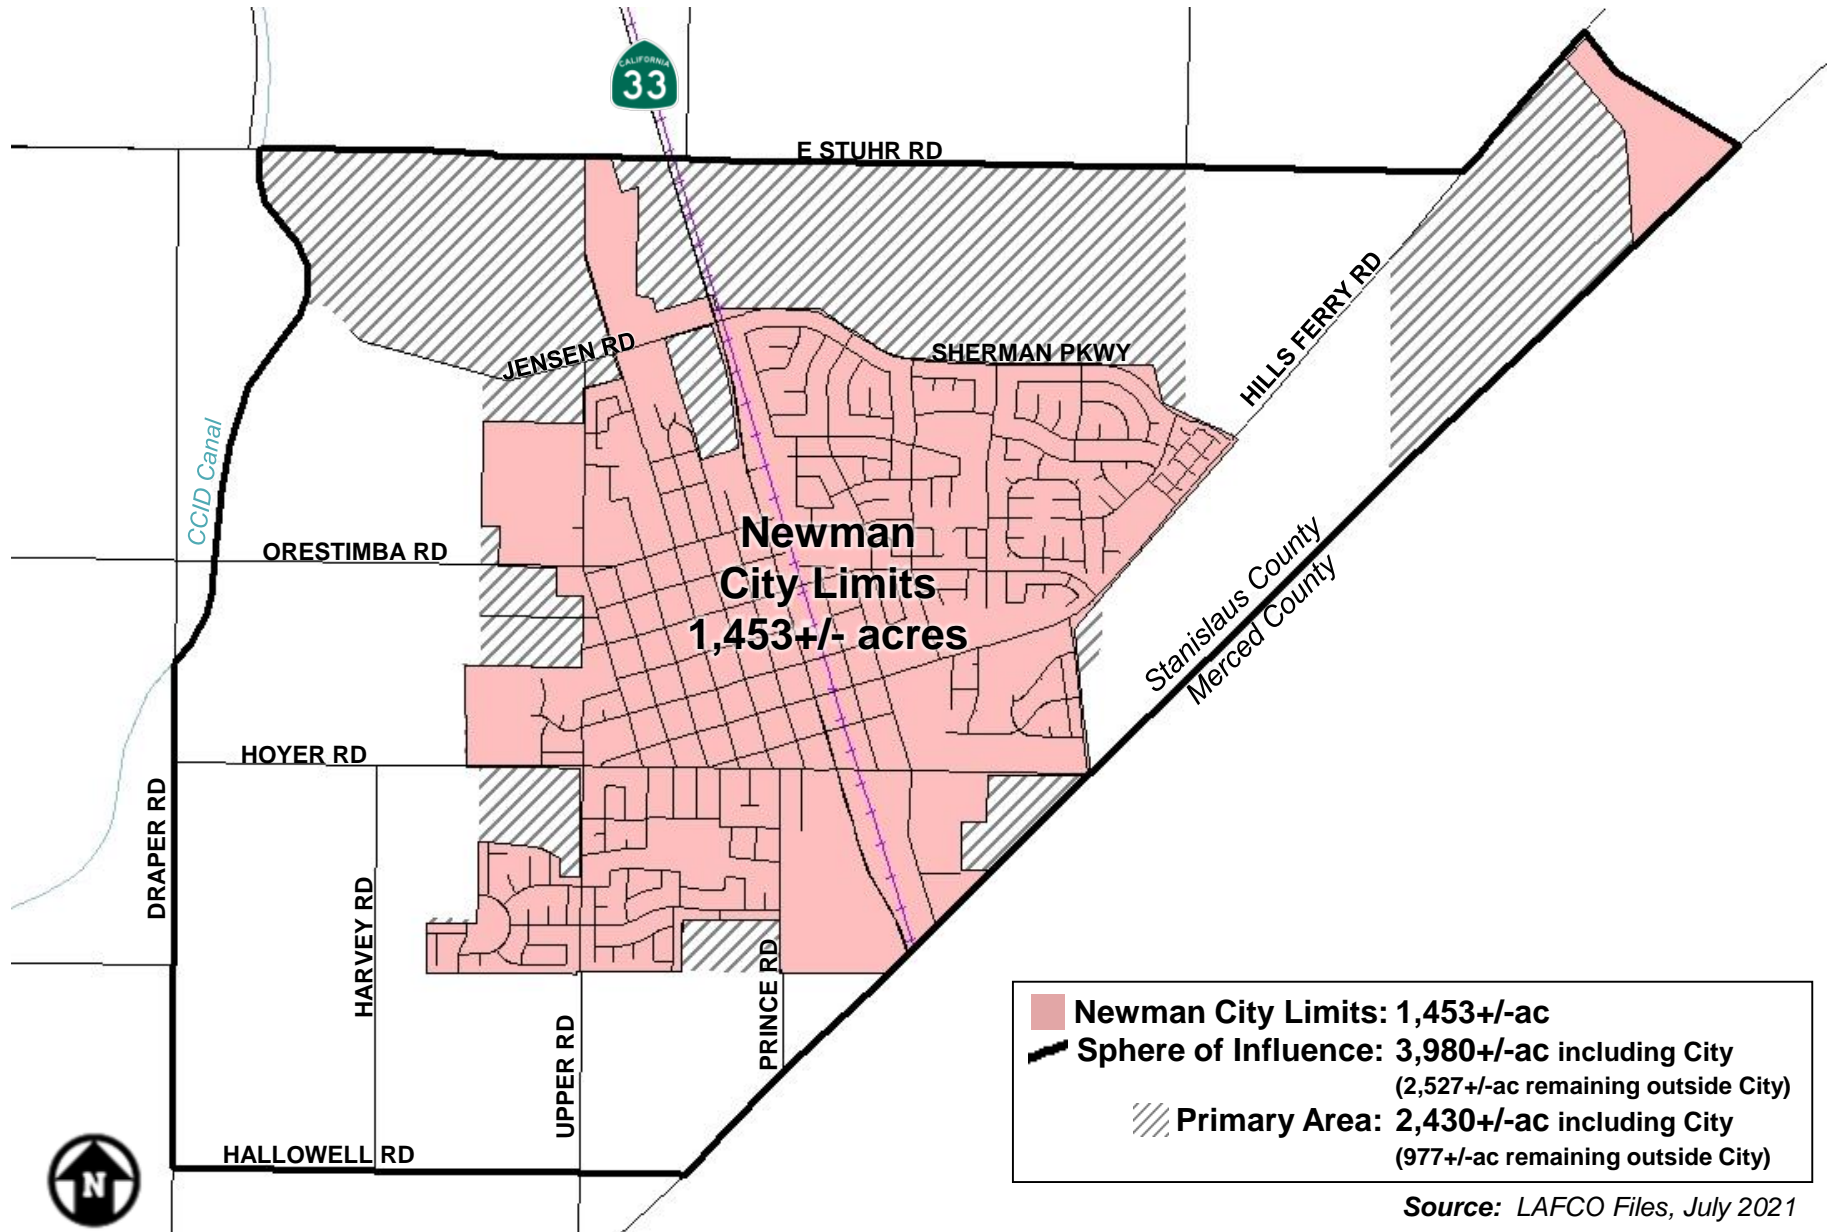 CALIFORNIA
33
E STUHR RD
JENSEN RD
SHERMAN PKWY
HILLS FERRY RD
CCID Canal
ORESTIMBA RD
Newman
City Limits
1,453+/- acres
Stanislaus County
Merced County
HOYER RD
DRAPER RD
HARVEY RD
UPPER RD
PRINCE RD
HALLOWELL RD
N
Newman City Limits: 1,453+/-ac
Sphere of Influence: 3,980+/-ac including City
(2,527+/-ac remaining outside City)
Primary Area: 2,430+/-ac including City
(977+/-ac remaining outside City)
Source: LAFCO Files, July 2021